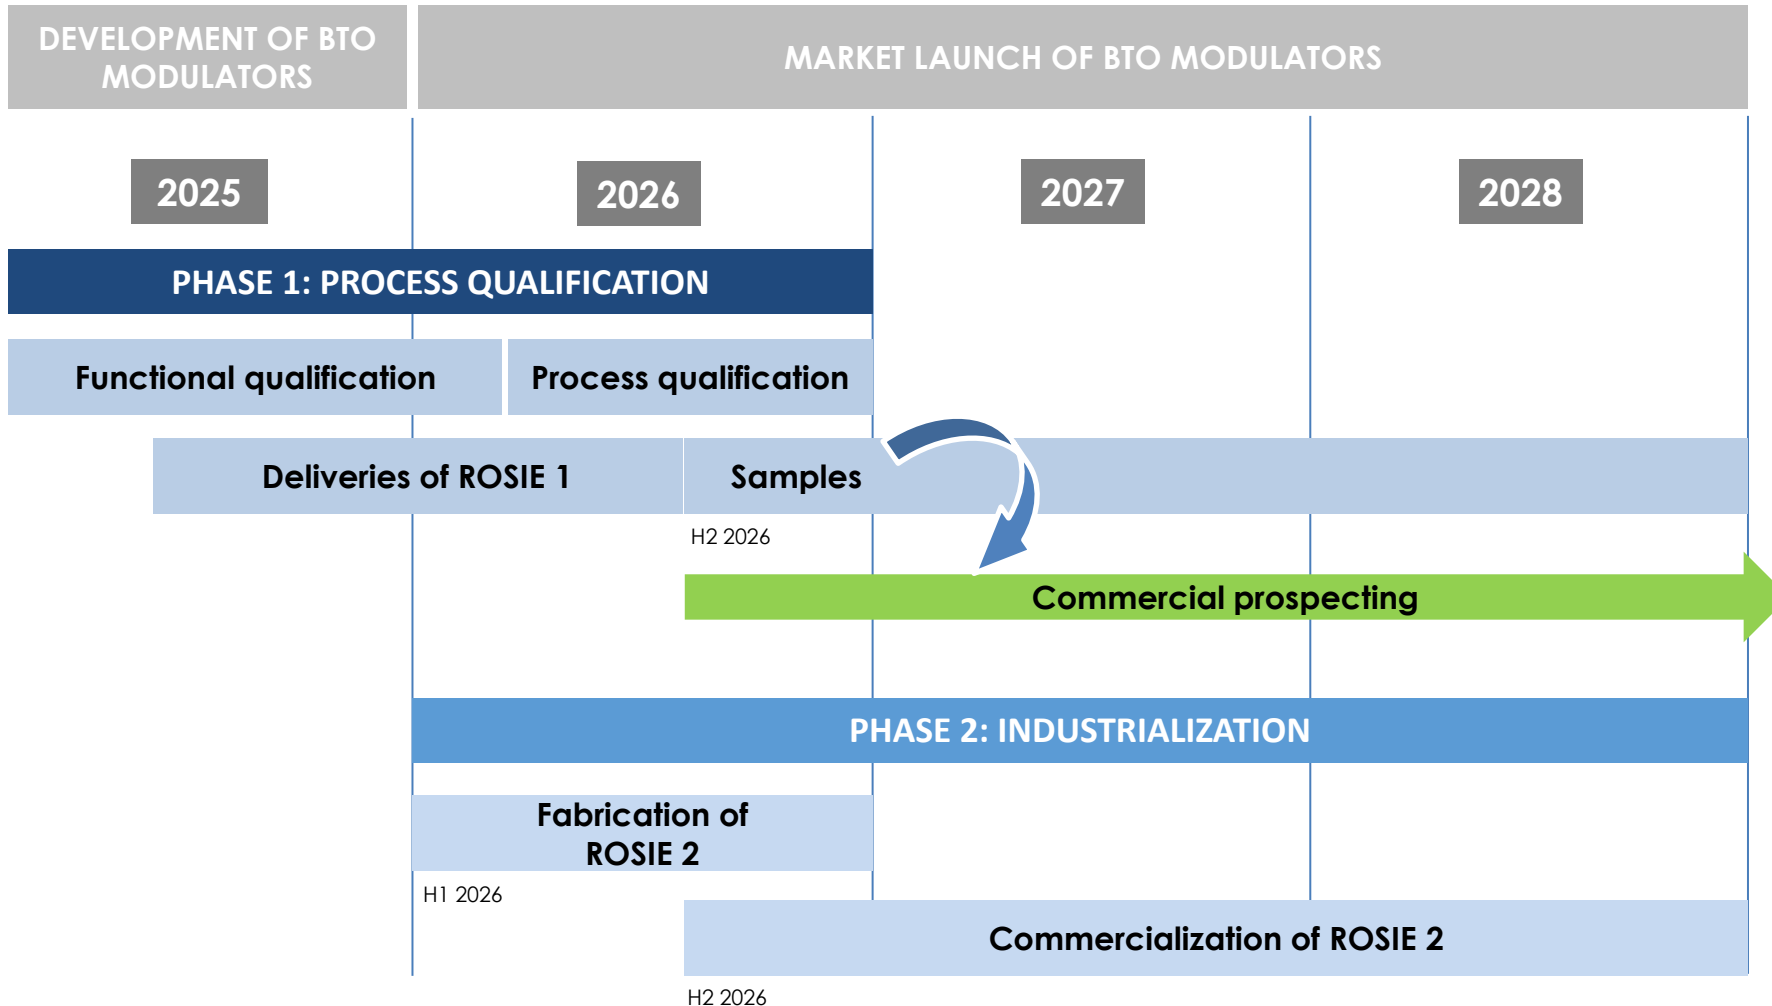 DEVELOPMENT OF BTO
MODULATORS
MARKET LAUNCH OF BTO MODULATORS
2025
2026
2027
2028
PHASE 1: PROCESS QUALIFICATION
Functional qualification
Process qualification
Deliveries of ROSIE 1
Samples
H2 2026
Commercial prospecting
PHASE 2: INDUSTRIALIZATION
Fabrication of
ROSIE 2
H1 2026
Commercialization of ROSIE 2
H2 2026